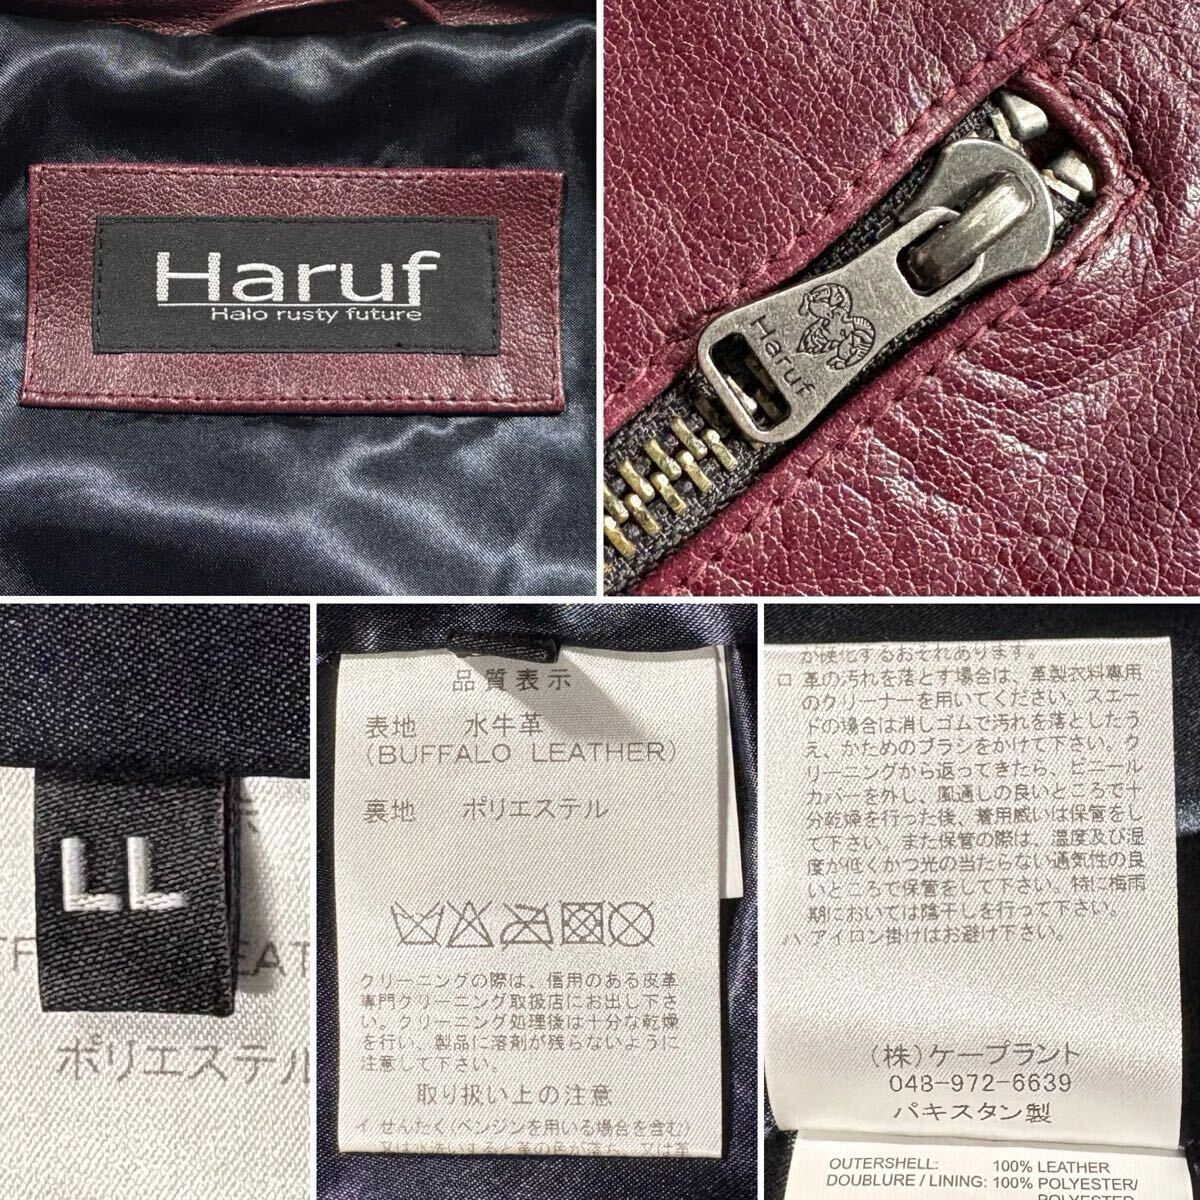 Haruf
Halo rusty future
Haruf
LL
ポリエステル
品質表示
表地 水牛革
(BUFFALO LEATHER)
裏地 ポリエステル
クリーニングの際は、信用のある皮革
専門クリーニング取扱店にお出し下さ
い。クリーニング処理後は十分な乾燥
を行い、製品に溶剤が残らないように
注意して下さい。
取り扱い上の注意
イ せんたく(ベンジンを用いる場合を含む)
が硬化するおそれあります。
ロ 革の汚れを落とす場合は、革製衣料専用
のクリーナーを用いてください。スエー
ドの場合は消しゴムで汚れを落としたう
え、かためのブラシをかけて下さい。ク
リーニングから返ってきたら、ビニール
カバーを外し、風通しの良いところで十
分乾燥を行った後、着用或いは保管をし
て下さい。また保管の際は、温度及び湿
度が低くかつ光の当たらない通気性の良
いところで保管をして下さい。特に梅雨
期においては陰干しを行って下さい。
ハ アイロン掛けはお避け下さい。
(株)ケープラント
048-972-6639
パキスタン製
OUTERSHELL: 100% LEATHER
DOUBLURE / LINING: 100% POLYESTER/